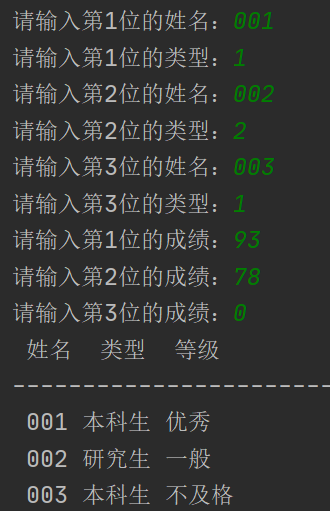 请输入第1位的姓名：001
请输入第1位的类型：1
请输入第2位的姓名：002
请输入第2位的类型：2
请输入第3位的姓名：003
请输入第3位的类型：1
请输入第1位的成绩：93
请输入第2位的成绩：78
请输入第3位的成绩：0
姓名 类型 等级
-----------------------
001 本科生 优秀
002 研究生 一般
003 本科生 不及格